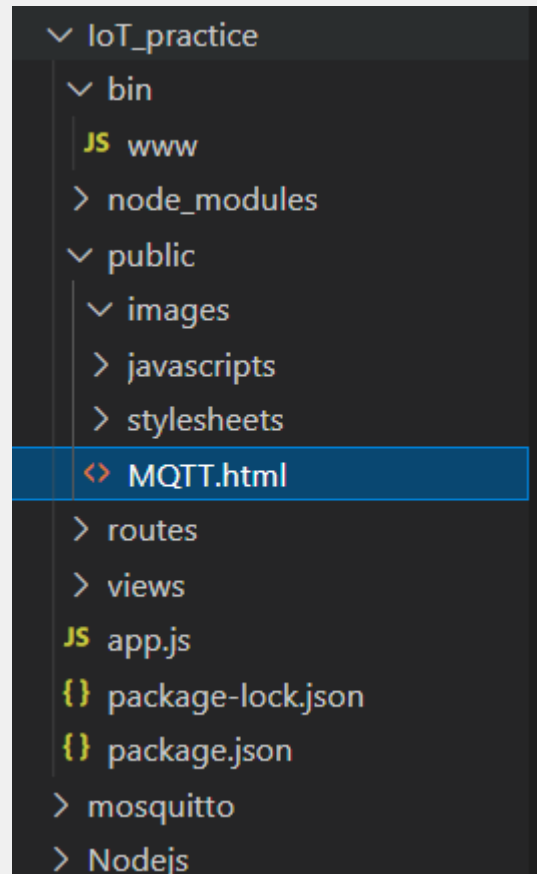 IoT_practice
bin
JS www
node_modules
public
images
javascripts
stylesheets
<> MQTT.html
routes
views
JS app.js
{} package-lock.json
{} package.json
mosquitto
Nodejs